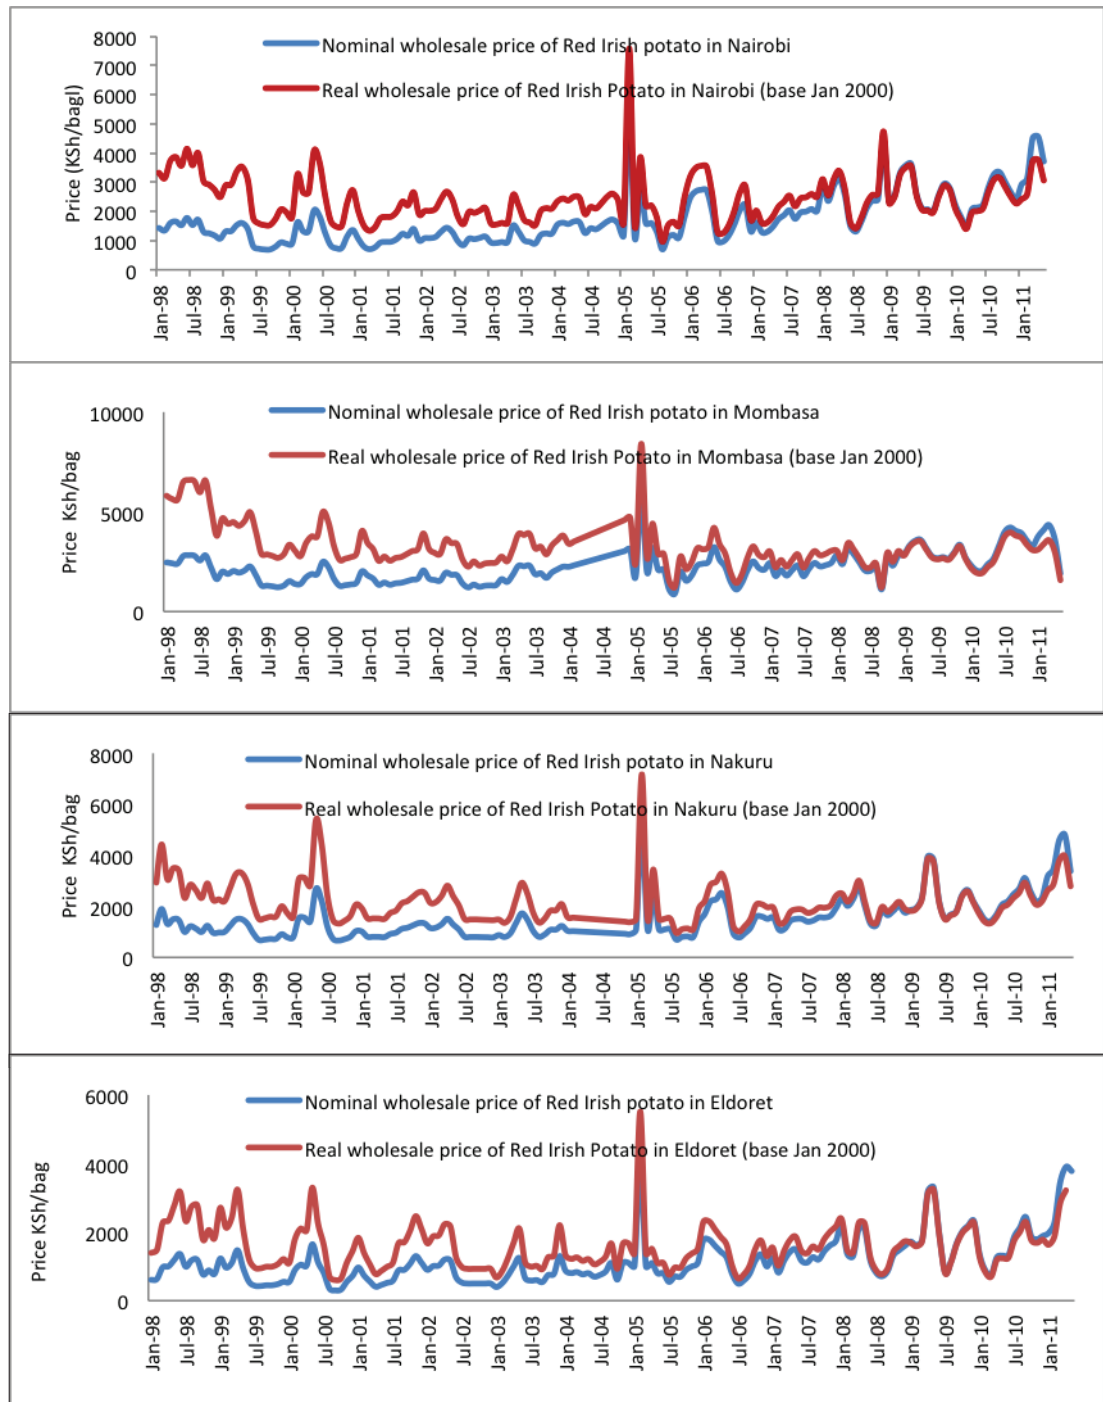 Nominal wholesale price of Red Irish potato in Nairobi
Real wholesale price of Red Irish Potato in Nairobi (base Jan 2000)
Price (KSh/bagl)
8000
7000
6000
5000
4000
3000
2000
1000
0
Jan-98
Jul-98
Jan-99
Jul-99
Jan-00
Jul-00
Jan-01
Jul-01
Jan-02
Jul-02
Jan-03
Jul-03
Jan-04
Jul-04
Jan-05
Jul-05
Jan-06
Jul-06
Jan-07
Jul-07
Jan-08
Jul-08
Jan-09
Jul-09
Jan-10
Jul-10
Jan-11
Nominal wholesale price of Red Irish potato in Mombasa
Real wholesale price of Red Irish Potato in Mombasa (base Jan 2000)
Price Ksh/bag
10000
5000
0
Jan-98
Jul-98
Jan-99
Jul-99
Jan-00
Jul-00
Jan-01
Jul-01
Jan-02
Jul-02
Jan-03
Jul-03
Jan-04
Jul-04
Jan-05
Jul-05
Jan-06
Jul-06
Jan-07
Jul-07
Jan-08
Jul-08
Jan-09
Jul-09
Jan-10
Jul-10
Jan-11
Nominal wholesale price of Red Irish potato in Nakuru
Real wholesale price of Red Irish Potato in Nakuru (base Jan 2000)
Price KSh/bag
8000
6000
4000
2000
0
Jan-98
Jul-98
Jan-99
Jul-99
Jan-00
Jul-00
Jan-01
Jul-01
Jan-02
Jul-02
Jan-03
Jul-03
Jan-04
Jul-04
Jan-05
Jul-05
Jan-06
Jul-06
Jan-07
Jul-07
Jan-08
Jul-08
Jan-09
Jul-09
Jan-10
Jul-10
Jan-11
Nominal wholesale price of Red Irish potato in Eldoret
Real wholesale price of Red Irish Potato in Eldoret (base Jan 2000)
Price KSh/bag
6000
4000
2000
0
Jan-98
Jul-98
Jan-99
Jul-99
Jan-00
Jul-00
Jan-01
Jul-01
Jan-02
Jul-02
Jan-03
Jul-03
Jan-04
Jul-04
Jan-05
Jul-05
Jan-06
Jul-06
Jan-07
Jul-07
Jan-08
Jul-08
Jan-09
Jul-09
Jan-10
Jul-10
Jan-11